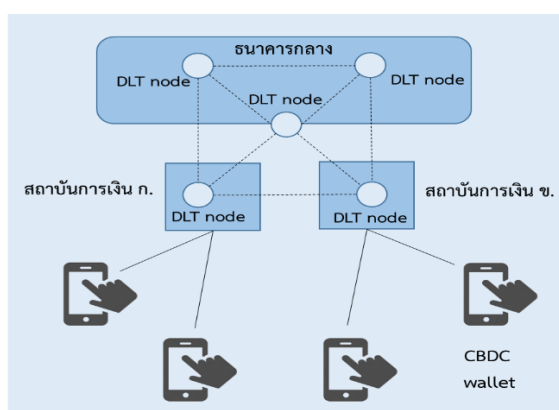 ธนาคารกลาง
DLT node
DLT node
DLT node
สถาบันการเงิน ก.
สถาบันการเงิน ข.
DLT node
DLT node
CBDC
wallet